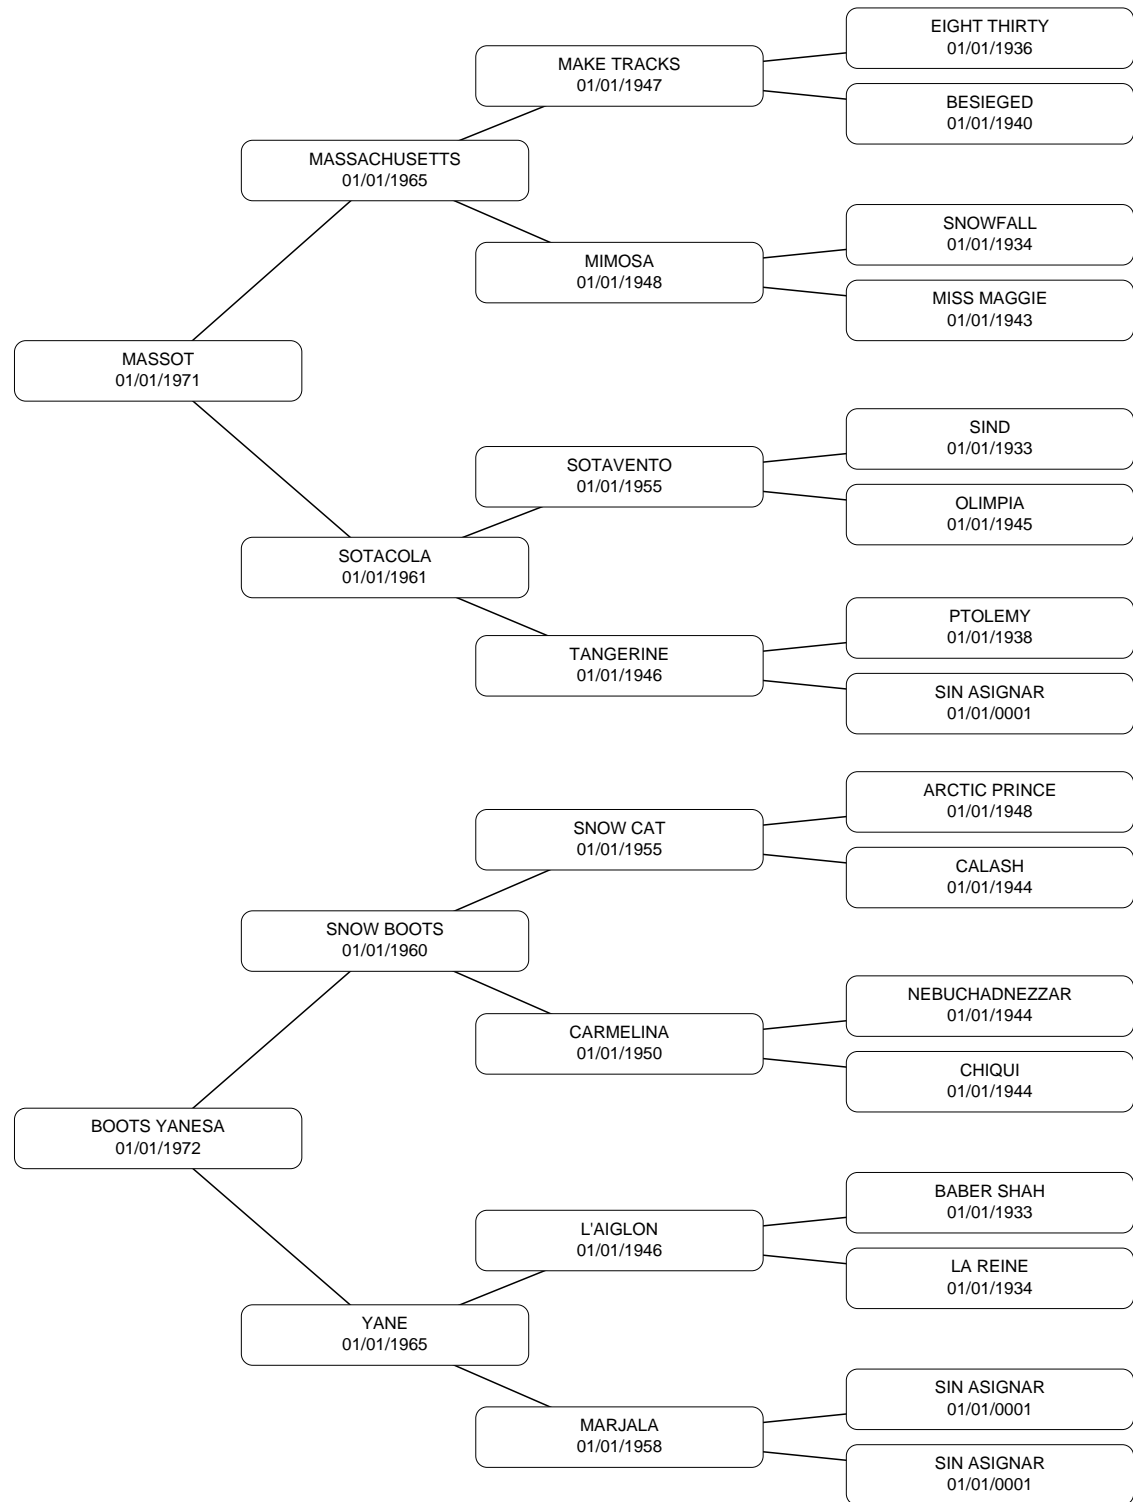 EIGHT THIRTY
01/01/1936
MAKE TRACKS
01/01/1947
BESIEGED
01/01/1940
MASSACHUSETTS
01/01/1965
SNOWFALL
01/01/1934
MIMOSA
01/01/1948
MISS MAGGIE
01/01/1943
MASSOT
01/01/1971
SIND
01/01/1933
SOTAVENTO
01/01/1955
OLIMPIA
01/01/1945
SOTACOLA
01/01/1961
PTOLEMY
01/01/1938
TANGERINE
01/01/1946
SIN ASIGNAR
01/01/0001
ARCTIC PRINCE
01/01/1948
SNOW CAT
01/01/1955
CALASH
01/01/1944
SNOW BOOTS
01/01/1960
NEBUCHADNEZZAR
01/01/1944
CARMELINA
01/01/1950
CHIQUI
01/01/1944
BOOTS YANESA
01/01/1972
BABER SHAH
01/01/1933
L'AIGLON
01/01/1946
LA REINE
01/01/1934
YANE
01/01/1965
SIN ASIGNAR
01/01/0001
MARJALA
01/01/1958
SIN ASIGNAR
01/01/0001